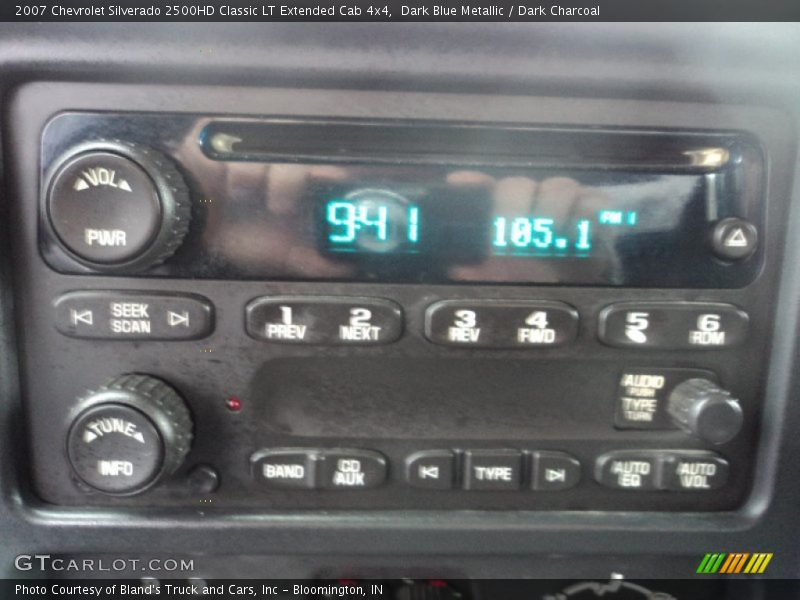 2007 Chevrolet Silverado 2500HD Classic LT Extended Cab 4x4,  Dark Blue Metallic / Dark Charcoal
VOL
PWR
9:41
105.1
FM 1
SEEK
SCAN
1
PREV
2
NEXT
3
REV
4
FWD
5
6
RDM
AUDIO
PUSH
TYPE
TUNE
TUNE
INFO
BAND
CD
AUX
TYPE
AUTO
EQ
AUTO
VOL
GTCARLOT.COM
Photo Courtesy of Bland's Truck and Cars, Inc - Bloomington, IN